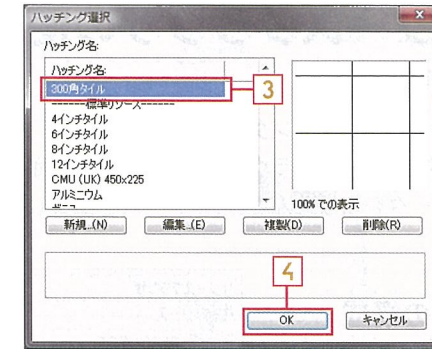 ハッチング選択
ハッチング名:
ハッチング名:
300角タイル
3
------標準リソース------
4インチタイル
6インチタイル
8インチタイル
12インチタイル
CMU (UK) 450x225
アルミニウム
100% での表示
新規...(N) 編集...(E) 複製(D) 削除(R)
4
OK キャンセル